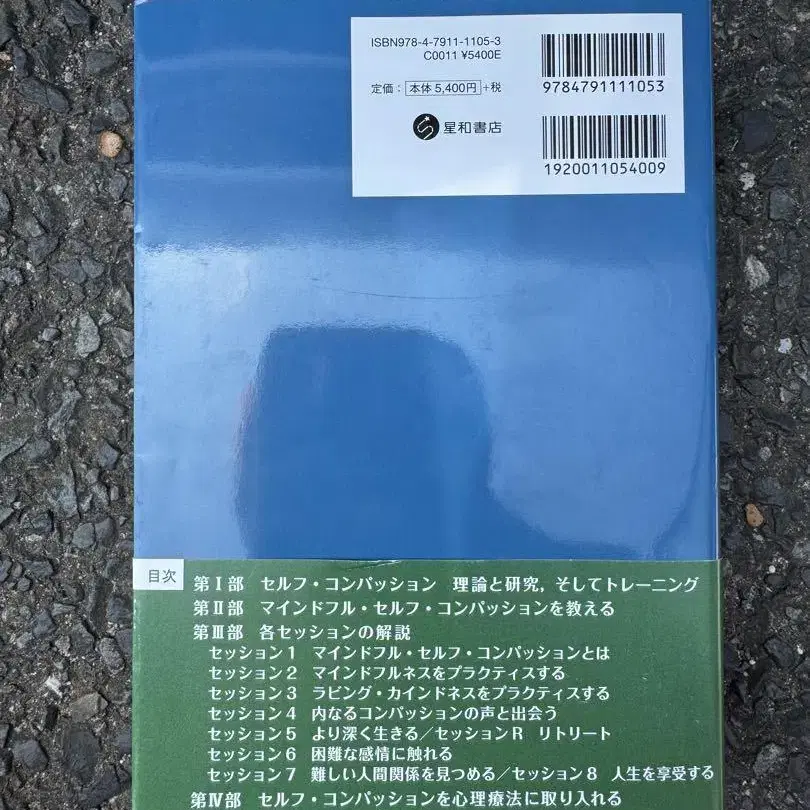 ISBN978-4-7911-1105-3
C0011 ¥5400E
定価：本体5,400円+税
星和書店
9784791111053
1920011054009
目次
第Ⅰ部 セルフ・コンパッション 理論と研究，そしてトレーニング
第Ⅱ部 マインドフル・セルフ・コンパッションを教える
第Ⅲ部 各セッションの解説
セッション1 マインドフル・セルフ・コンパッションとは
セッション2 マインドフルネスをプラクティスする
セッション3 ラビング・カインドネスをプラクティスする
セッション4 内なるコンパッションの声と出会う
セッション5 より深く生きる／セッションR リトリート
セッション6 困難な感情に触れる
セッション7 難しい人間関係を見つめる／セッション8 人生を享受する
第Ⅳ部 セルフ・コンパッションを心理療法に取り入れる